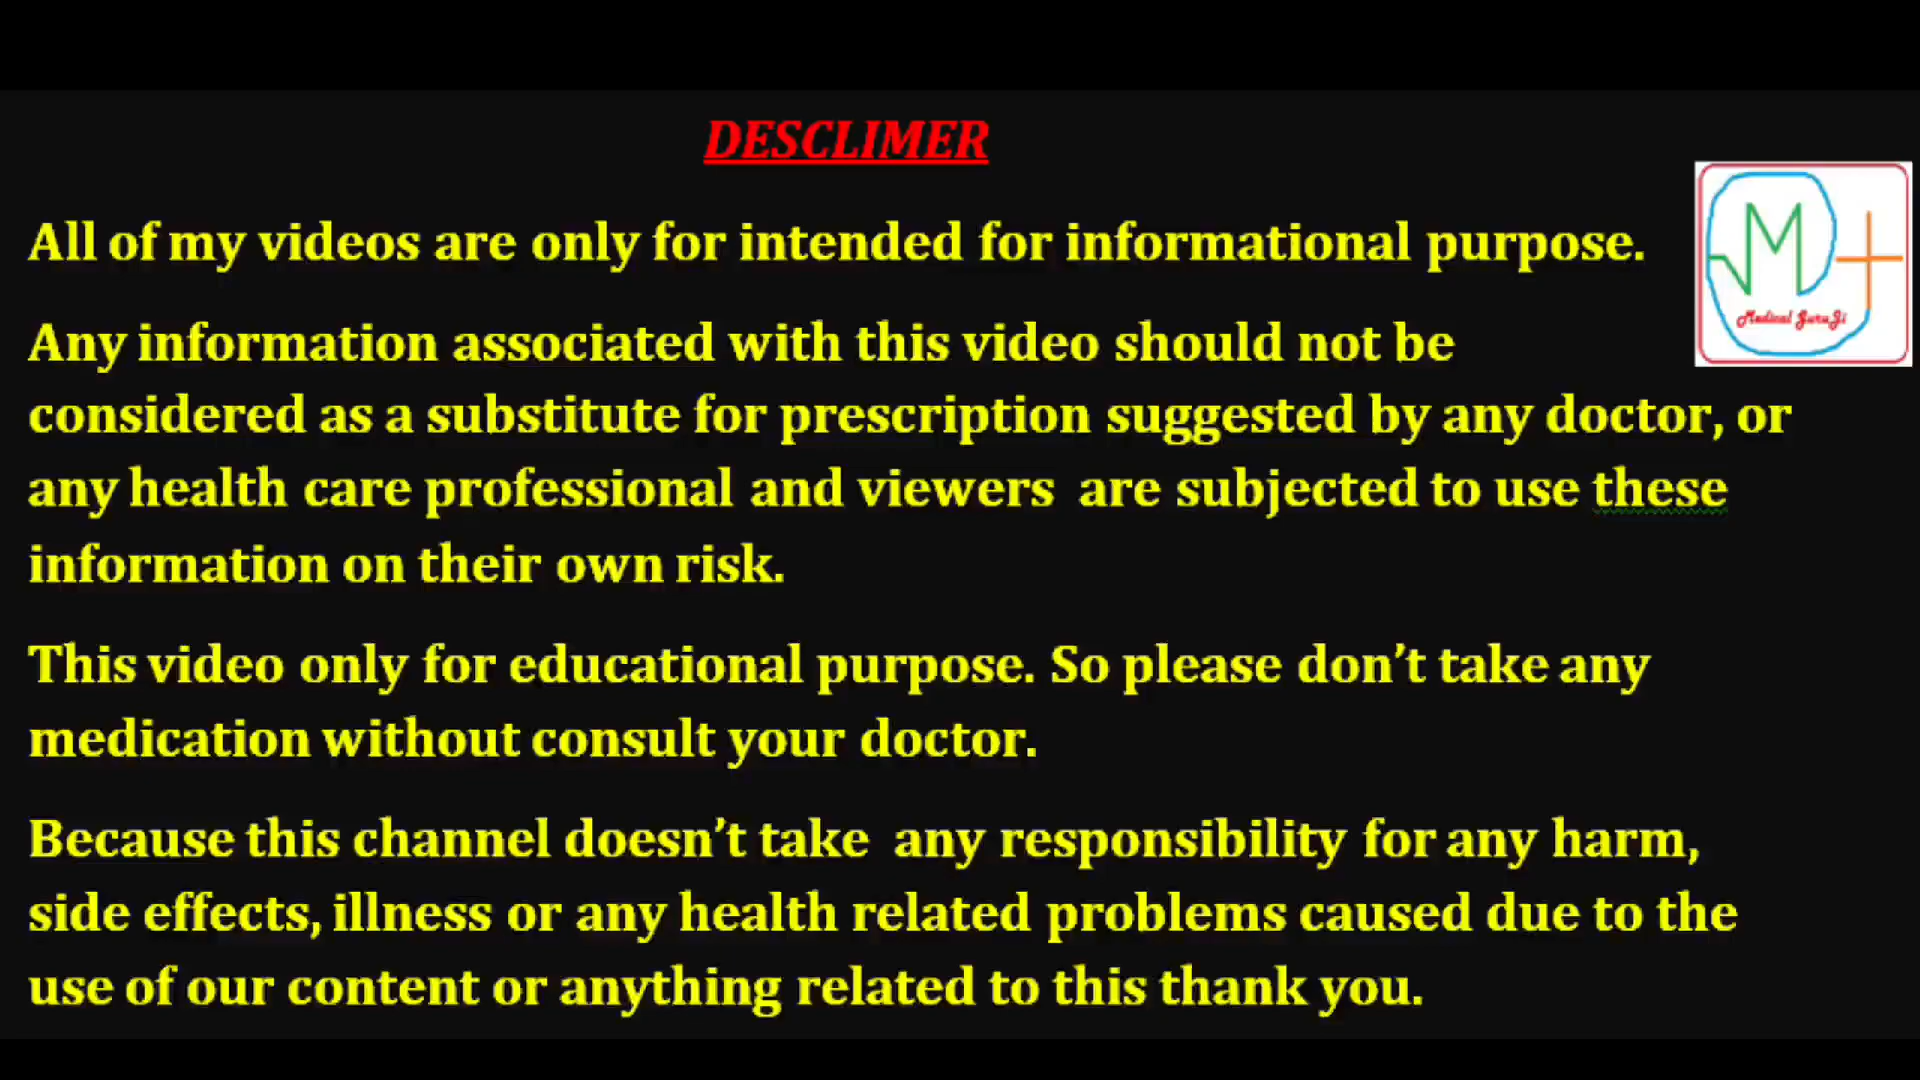 DESCLIMER
All of my videos are only for intended for informational purpose.
Any information associated with this video should not be
considered as a substitute for prescription suggested by any doctor, or
any health care professional and viewers are subjected to use these
information on their own risk.
This video only for educational purpose. So please don’t take any
medication without consult your doctor.
Because this channel doesn’t take any responsibility for any harm,
side effects, illness or any health related problems caused due to the
use of our content or anything related to this thank you.
M
Medical GuruJi